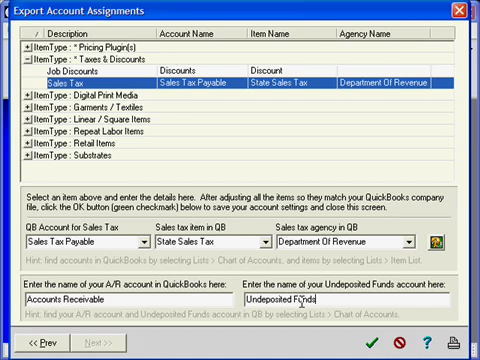 Export Account Assignments
/ Description Account Name Item Name Agency Name /
ItemType : * Pricing Plugin(s)
ItemType : * Taxes & Discounts
Job Discounts Discounts Discount
Sales Tax Sales Tax Payable State Sales Tax Department Of Revenue
ItemType : Digital Print Media
ItemType : Garments / Textiles
ItemType : Linear / Square Items
ItemType : Repeat Labor Items
ItemType : Retail Items
ItemType : Substrates
Select an item above and enter the details here. After adjusting all the items so they match your QuickBooks company
file, click the OK button (green checkmark) below to save your account settings and close this screen.
QB Account for Sales Tax Sales tax item in QB Sales tax agency in QB
Sales Tax Payable State Sales Tax Department Of Revenue
Hint: find accounts in QuickBooks by selecting Lists > Chart of Accounts, and items by selecting Lists > Item List.
Enter the name of your A/R account in QuickBooks here: Enter the name of your Undeposited Funds account here:
Accounts Receivable Undeposited Funds
Hint: find your A/R account and Undeposited Funds account in QB by selecting Lists > Chart of Accounts.
<< Prev Next >> ?